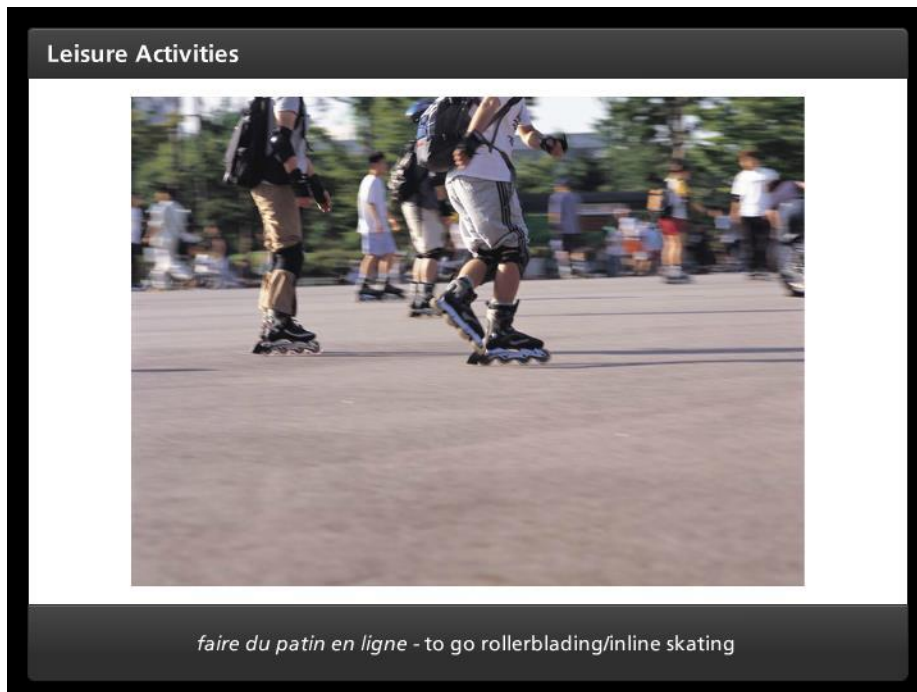 Leisure Activities
faire du patin en ligne - to go rollerblading/inline skating